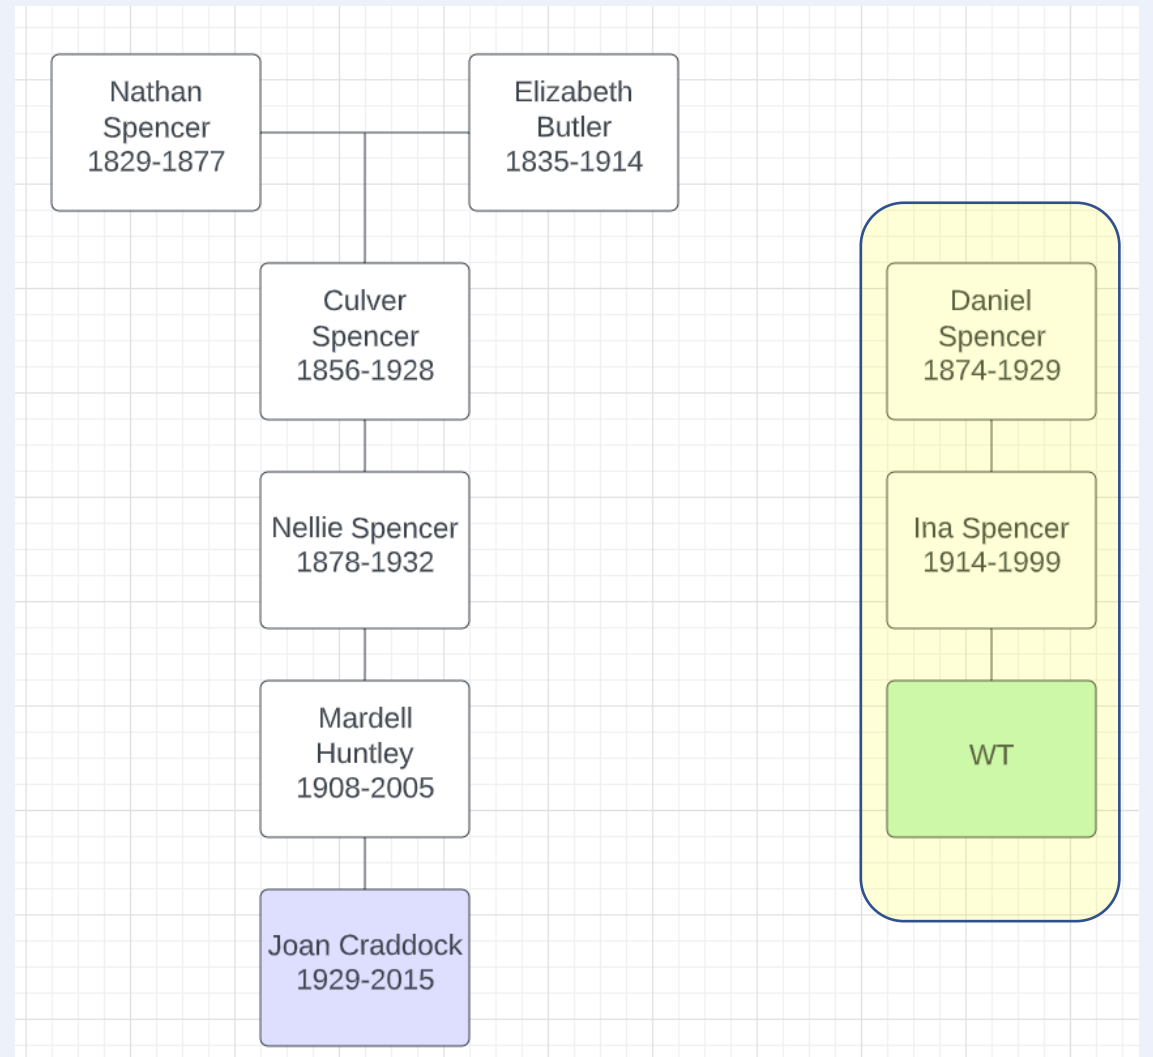 Nathan
Spencer
1829-1877
Elizabeth
Butler
1835-1914
Culver
Spencer
1856-1928
Daniel
Spencer
1874-1929
Nellie Spencer
1878-1932
Ina Spencer
1914-1999
Mardell
Huntley
1908-2005
WT
Joan Craddock
1929-2015